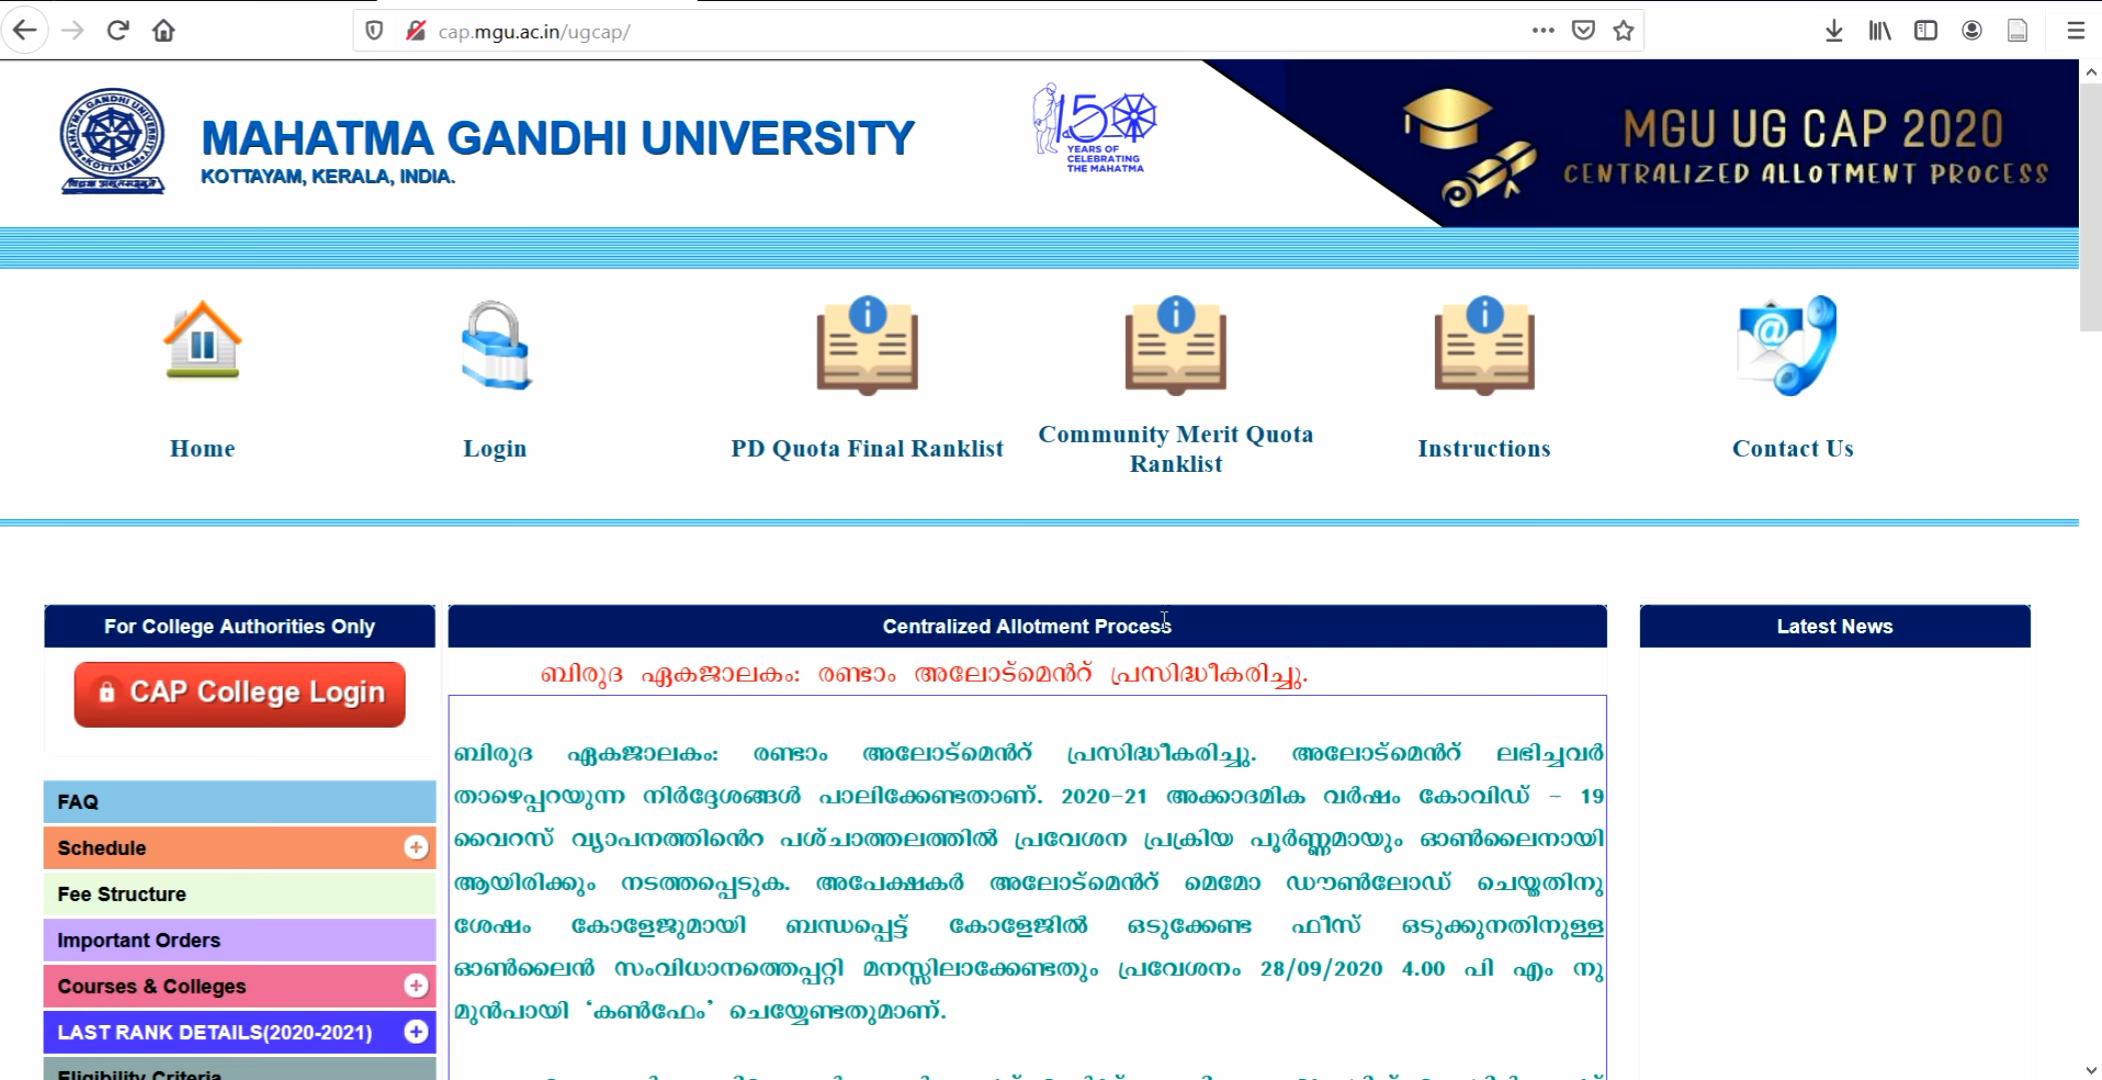 cap.mgu.ac.in/ugcap/
MAHATMA GANDHI UNIVERSITY
KOTTAYAM, KERALA, INDIA.
MAHATMA GANDHI UNIVERSITY
KOTTAYAM
150
YEARS OF
CELEBRATING
THE MAHATMA
MGU UG CAP 2020
CENTRALIZED ALLOTMENT PROCESS
Home
Login
PD Quota Final Ranklist
Community Merit Quota
Ranklist
Instructions
Contact Us
For College Authorities Only
CAP College Login
FAQ
Schedule
Fee Structure
Important Orders
Courses & Colleges
LAST RANK DETAILS(2020-2021)
Eligibility Criteria
Centralized Allotment Process
ബിരുദ ഏകജാലകം: രണ്ടാം അലോട്മെൻറ് പ്രസിദ്ധീകരിച്ചു.
ബിരുദ ഏകജാലകം: രണ്ടാം അലോട്മെൻറ് പ്രസിദ്ധീകരിച്ചു. അലോട്മെൻറ് ലഭിച്ചവർ
താഴെപ്പറയുന്ന നിർദ്ദേശങ്ങൾ പാലിക്കേണ്ടതാണ്. 2020-21 അക്കാദമിക വർഷം കോവിഡ് - 19
വൈറസ് വ്യാപനത്തിൻെറ പശ്ചാത്തലത്തിൽ പ്രവേശന പ്രക്രിയ പൂർണ്ണമായും ഓൺലൈനായി
ആയിരിക്കും നടത്തപ്പെടുക. അപേക്ഷകർ അലോട്മെൻറ് മെമോ ഡൗൺലോഡ് ചെയ്തതിനു
ശേഷം കോളേജുമായി ബന്ധപ്പെട്ട് കോളേജിൽ ഒടുക്കേണ്ട ഫീസ് ഒടുക്കുനതിനുള്ള
ഓൺലൈൻ സംവിധാനത്തെപ്പറ്റി മനസ്സിലാക്കേണ്ടതും പ്രവേശനം 28/09/2020 4.00 പി എം നു
മുൻപായി ‘കൺഫേം’ ചെയ്യേണ്ടതുമാണ്.
Latest News